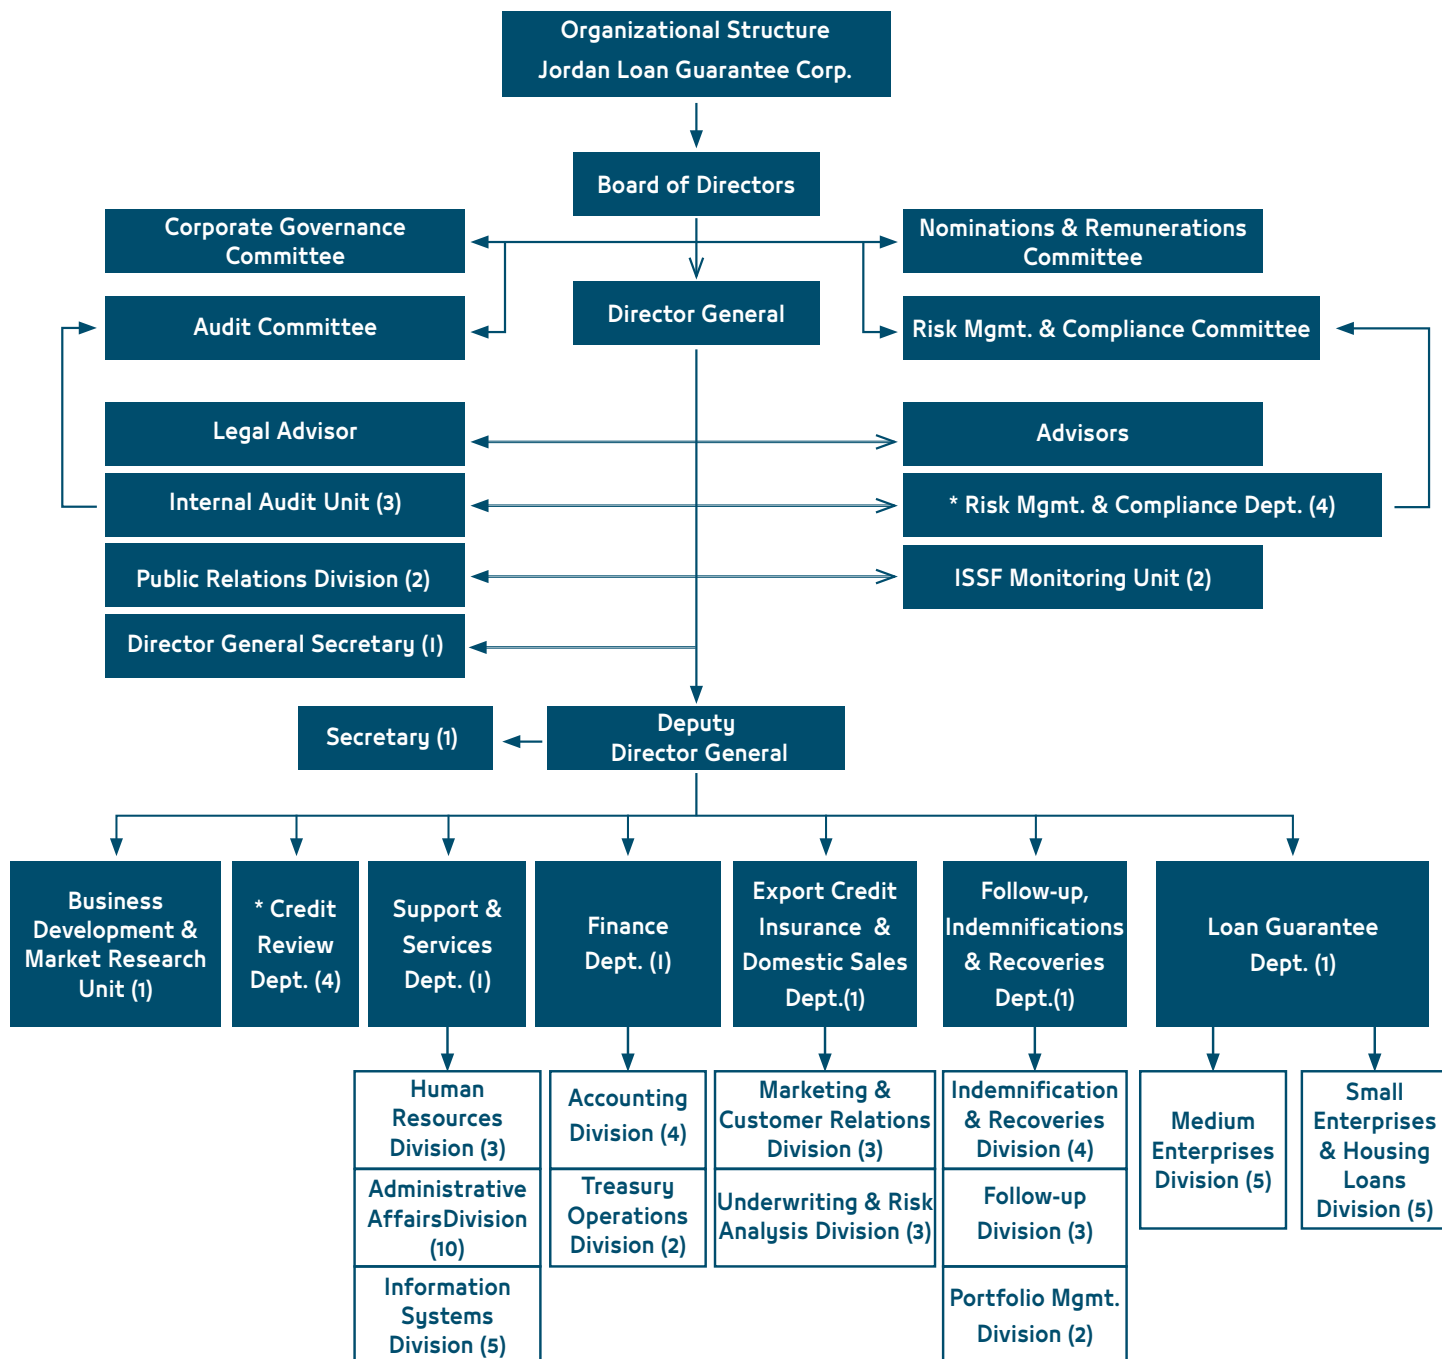 Organizational Structure
Jordan Loan Guarantee Corp.
Board of Directors
Corporate Governance
Committee
Nominations & Remunerations
Committee
Audit Committee
Director General
Risk Mgmt. & Compliance Committee
Legal Advisor
Advisors
Internal Audit Unit (3)
* Risk Mgmt. & Compliance Dept. (4)
Public Relations Division (2)
ISSF Monitoring Unit (2)
Director General Secretary (1)
Secretary (1)
Deputy
Director General
Business
Development &
Market Research
Unit (1)
* Credit
Review
Dept. (4)
Support &
Services
Dept. (1)
Finance
Dept. (1)
Export Credit
Insurance &
Domestic Sales
Dept.(1)
Follow-up,
Indemnifications
& Recoveries
Dept.(1)
Loan Guarantee
Dept. (1)
Human
Resources
Division (3)
Administrative
AffairsDivision
(10)
Information
Systems
Division (5)
Accounting
Division (4)
Treasury
Operations
Division (2)
Marketing &
Customer Relations
Division (3)
Underwriting & Risk
Analysis Division (3)
Indemnification
& Recoveries
Division (4)
Follow-up
Division (3)
Portfolio Mgmt.
Division (2)
Medium
Enterprises
Division (5)
Small
Enterprises
& Housing
Loans
Division (5)